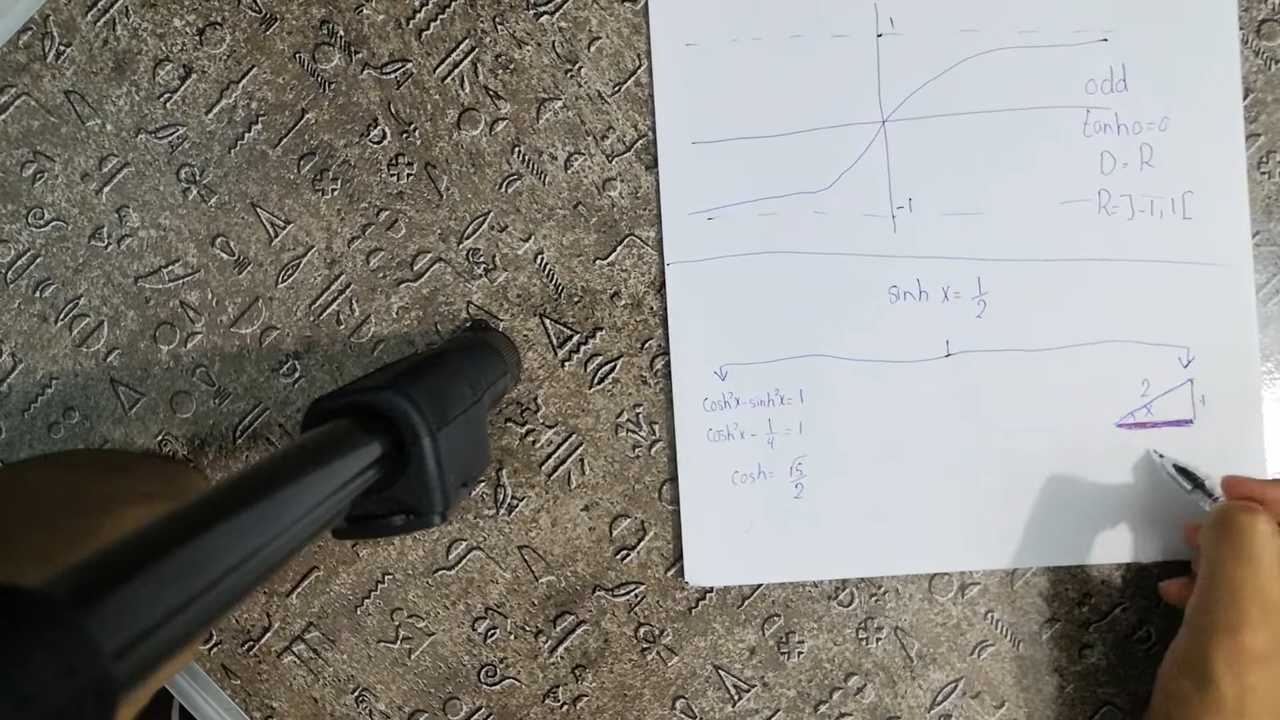 1
odd
tanh0=0
D=R
-1
R=]-1,1[
sinh x = 1/2
cosh²x-sinh²x=1
cosh²x - 1/4 = 1
cosh = √5/2
2
x
1